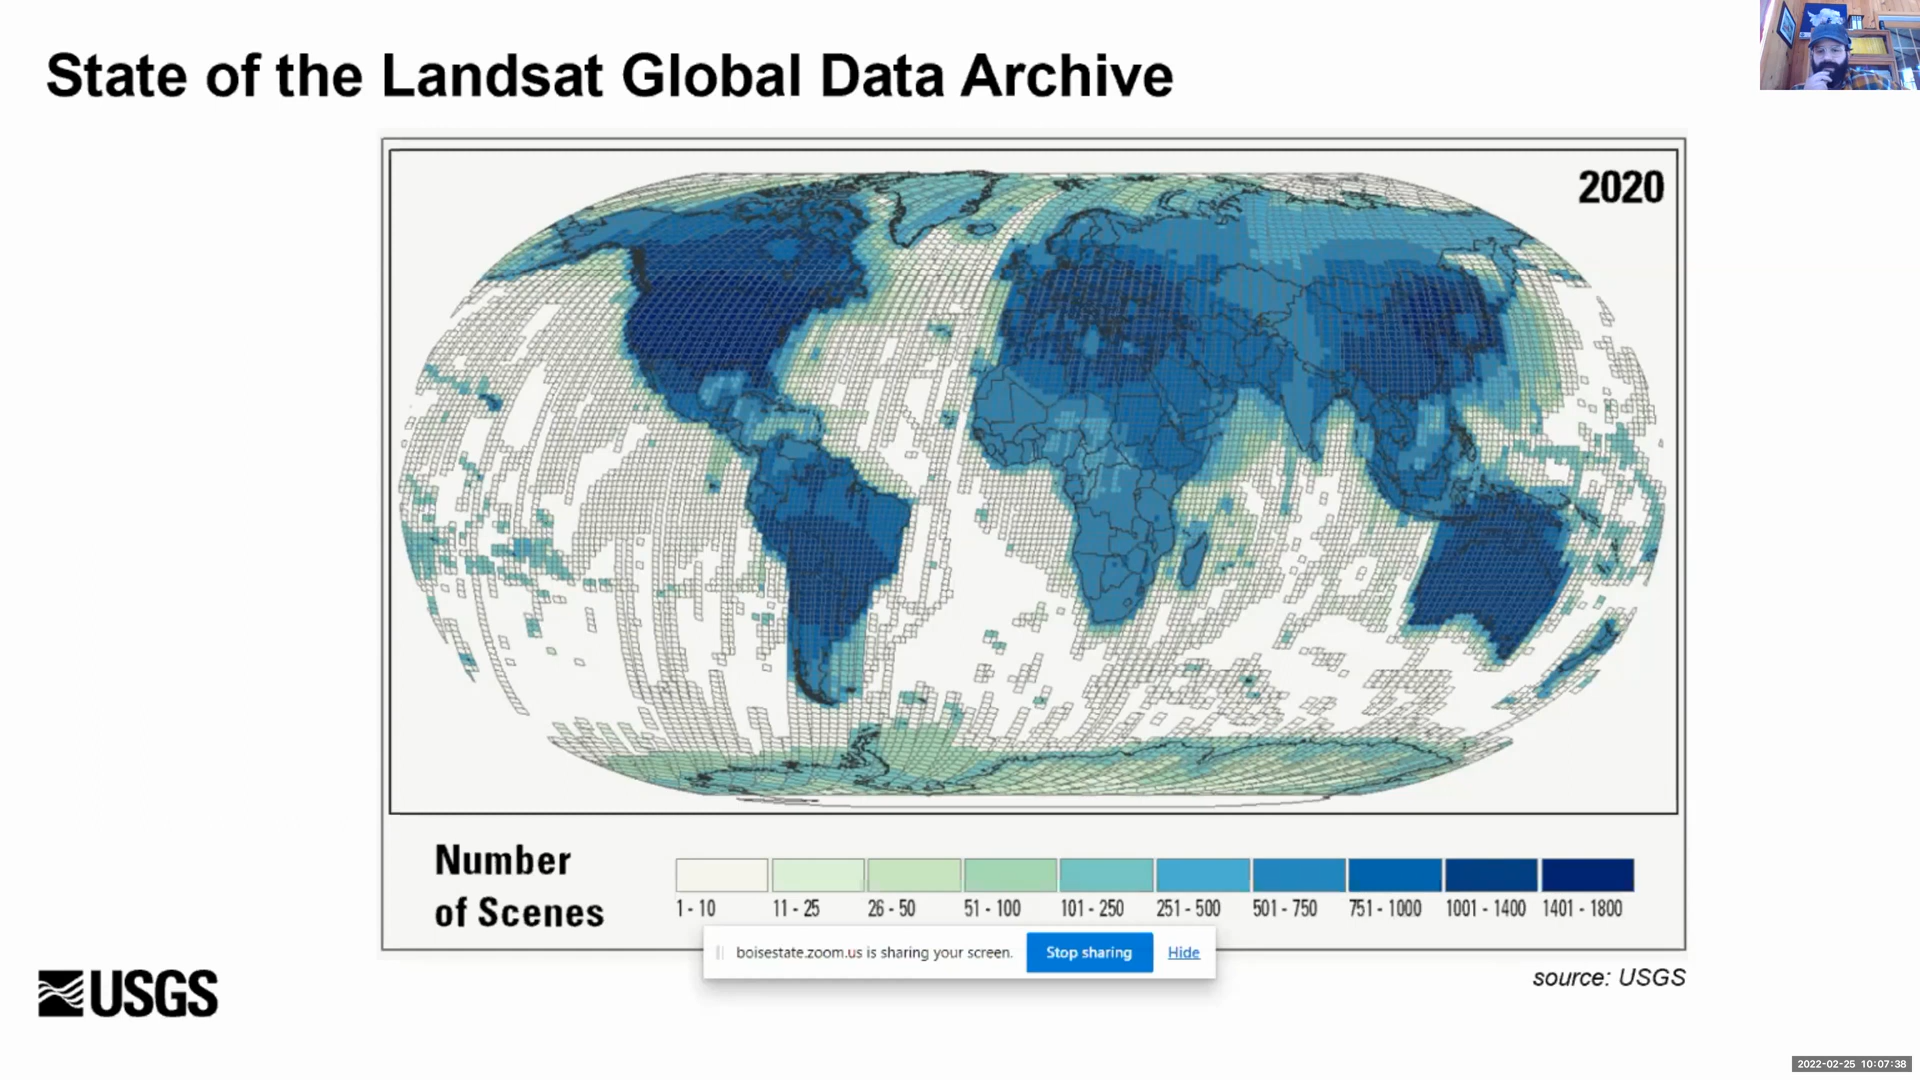 State of the Landsat Global Data Archive
2020
Number
of Scenes
1 - 10
11 - 25
26 - 50
51 - 100
101 - 250
251 - 500
501 - 750
751 - 1000
1001 - 1400
1401 - 1800
boisestate.zoom.us is sharing your screen.
Stop sharing
Hide
source: USGS
USGS
2022-02-25 10:07:38